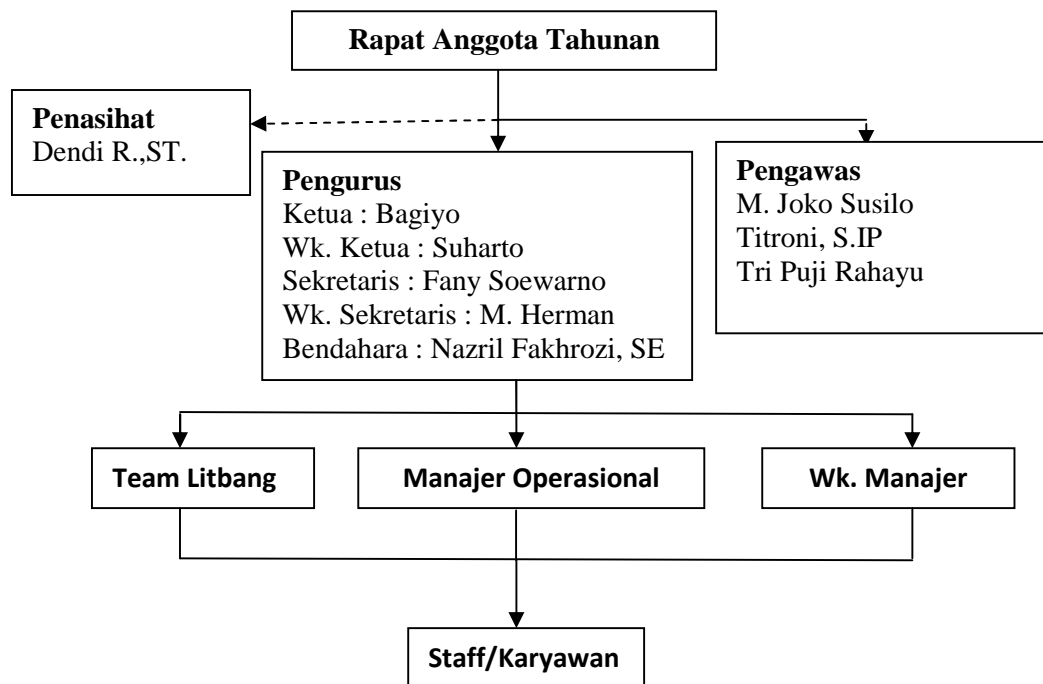 Rapat Anggota Tahunan
Penasihat
Dendi R.,ST.
Pengurus
Ketua : Bagiyo
Wk. Ketua : Suharto
Sekretaris : Fany Soewarno
Wk. Sekretaris : M. Herman
Bendahara : Nazril Fakhrozi, SE
Pengawas
M. Joko Susilo
Titroni, S.IP
Tri Puji Rahayu
Team Litbang
Manajer Operasional
Wk. Manajer
Staff/Karyawan